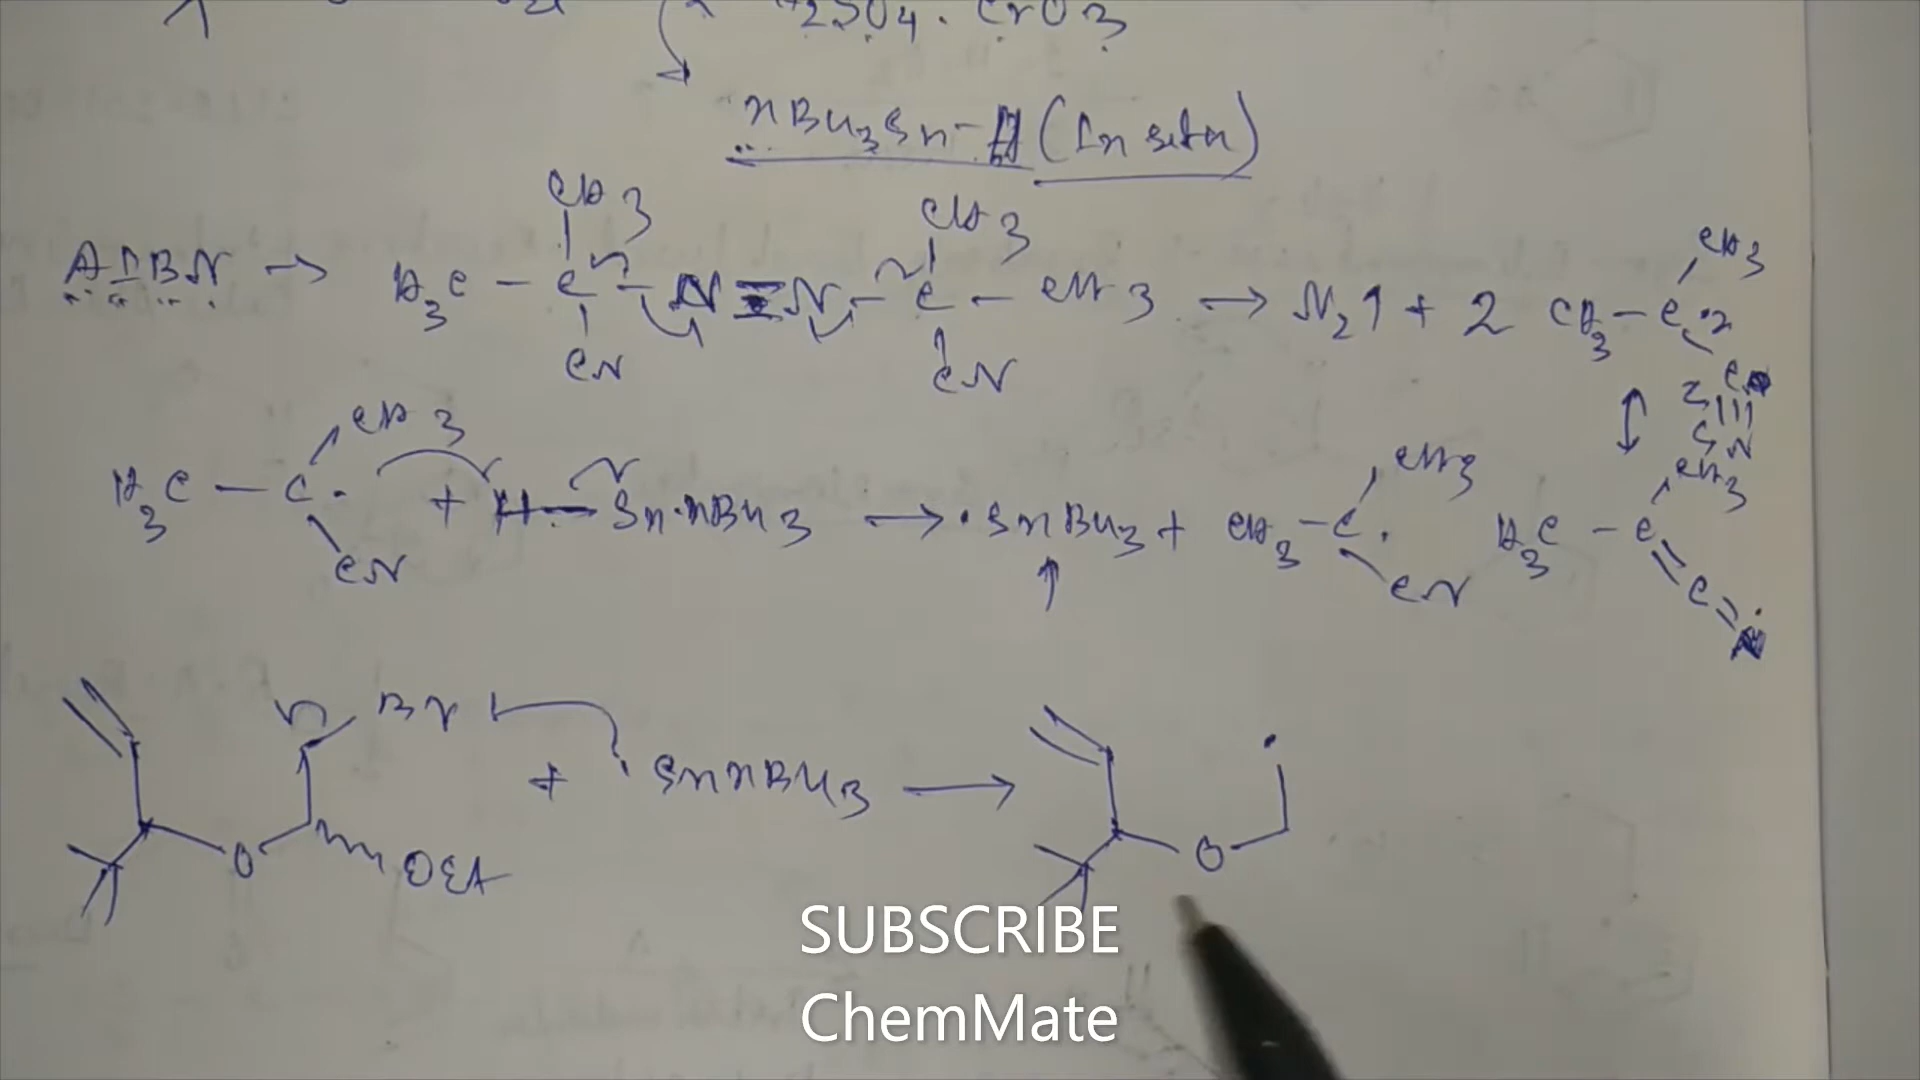 H2SO4. CrO3
nBu3Sn-H (In situ)
CH3 CH3 CH3
AIBN → H3C - C - N = N - C - CH3 → N2↑ + 2 CH3 - C.
CN CN
CH3 CH3 CH3
H3C - C. + H - Sn.nBu3 → .SnBu3 + CH3 - C. H3C - C
CN CN = C = N
Br
+ .SnnBu3 →
O OEt O
SUBSCRIBE
ChemMate